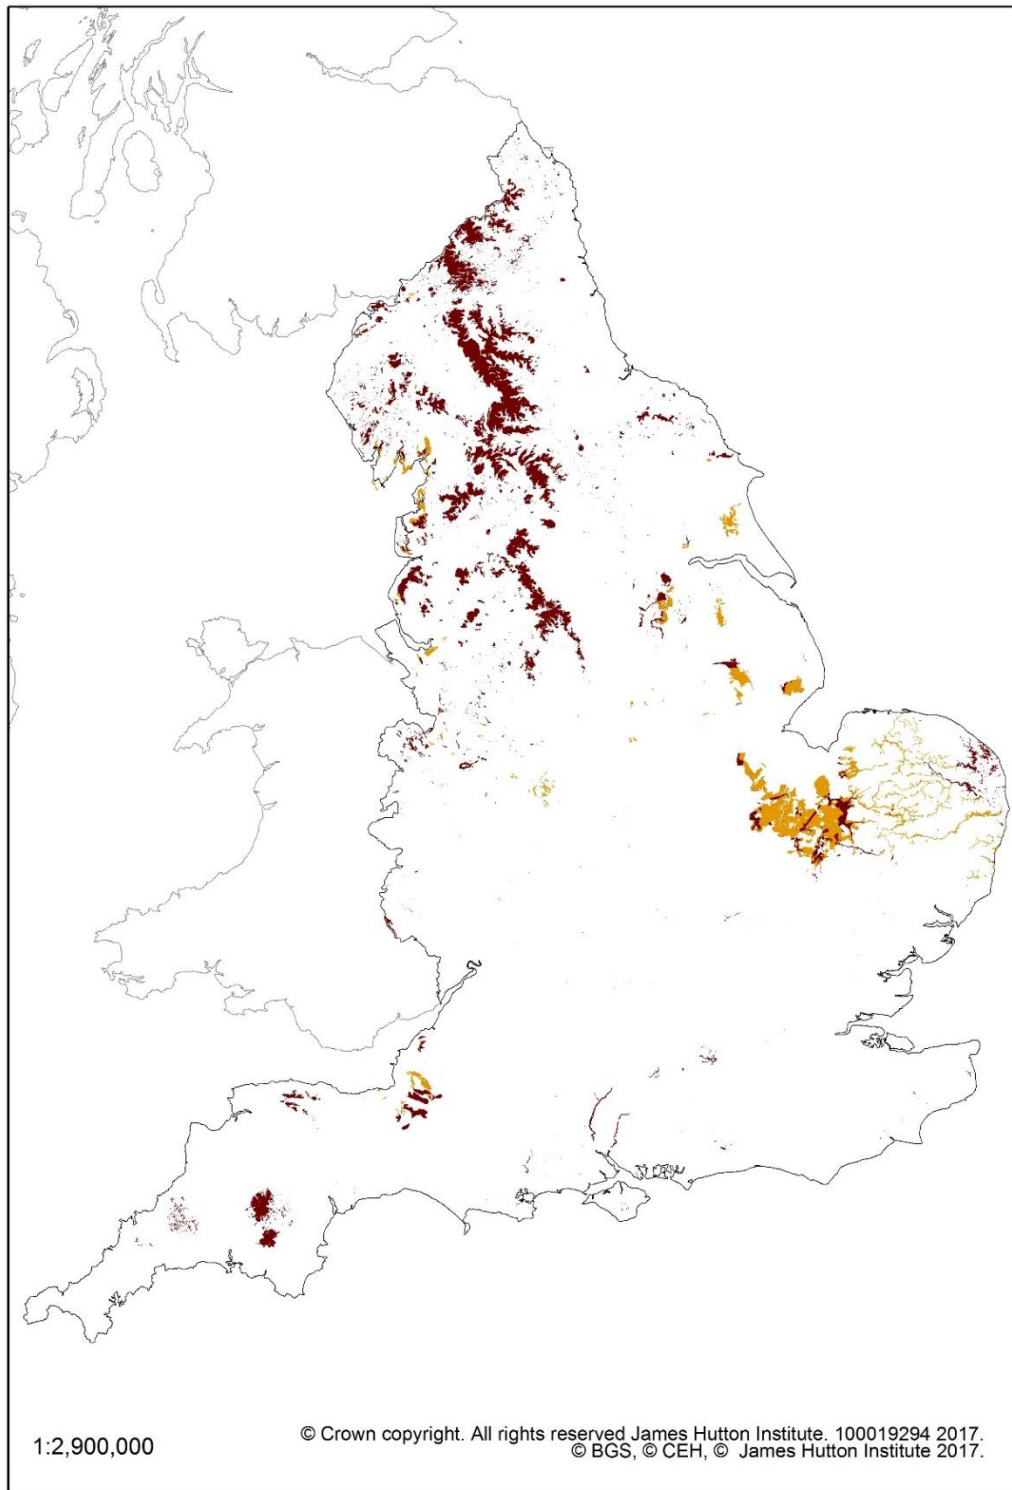 1:2,900,000
© Crown copyright. All rights reserved James Hutton Institute. 100019294 2017.
© BGS, © CEH, © James Hutton Institute 2017.